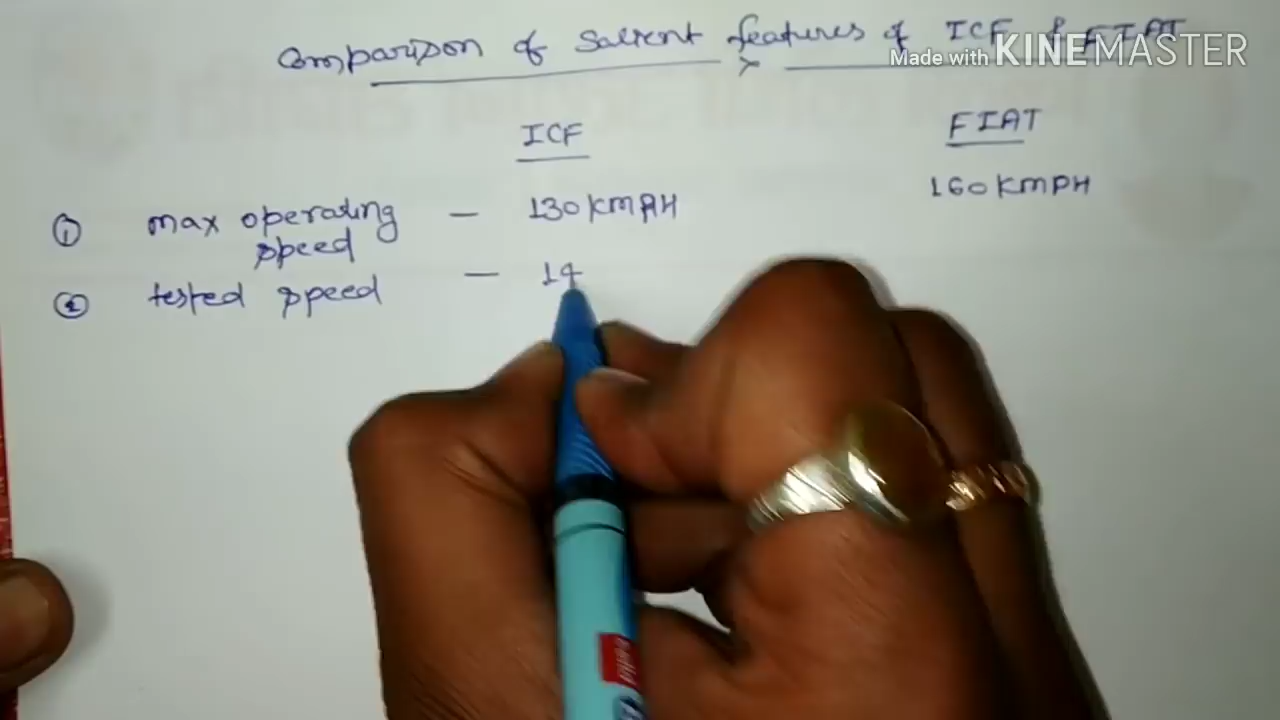 Comparison of Salient features of ICF & FIAT
Made with KINEMASTER
ICF
FIAT
① max operating speed — 130 KMPH
160 KMPH
② tested speed — 14